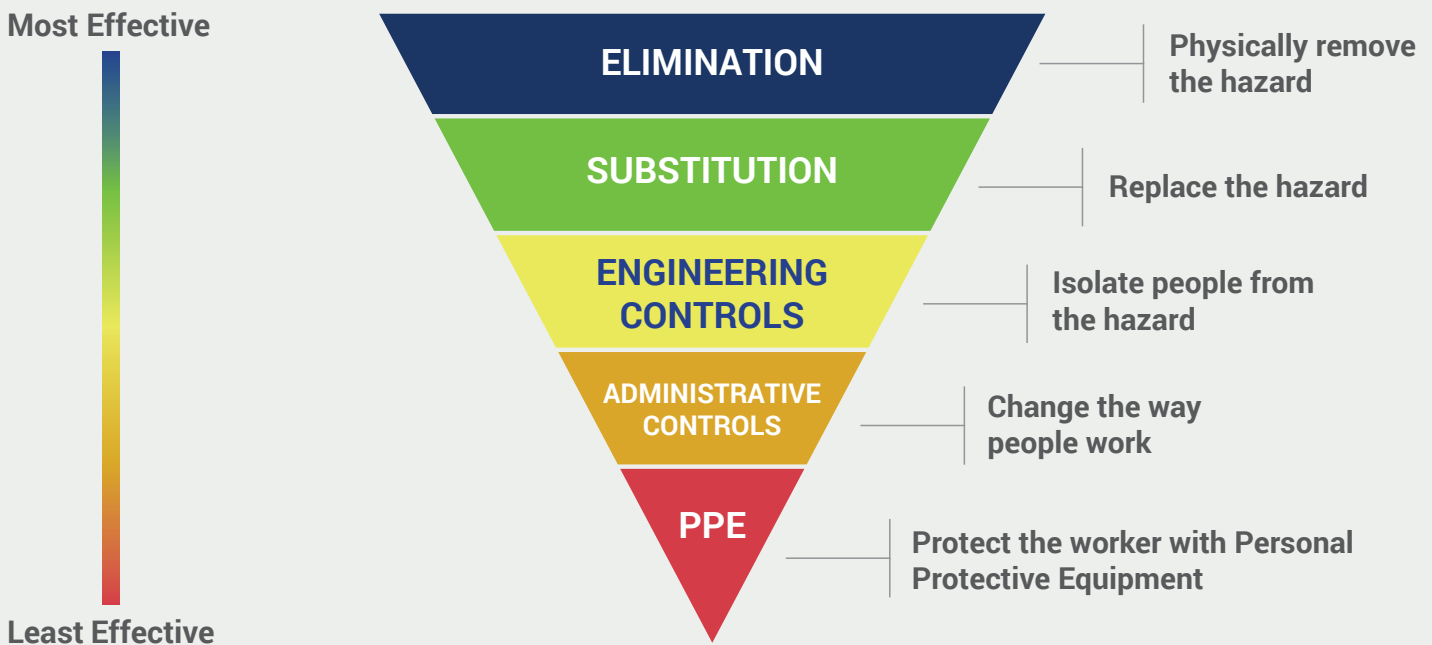 Most Effective
ELIMINATION
Physically remove
the hazard
SUBSTITUTION
Replace the hazard
ENGINEERING
CONTROLS
Isolate people from
the hazard
ADMINISTRATIVE
CONTROLS
Change the way
people work
PPE
Protect the worker with Personal
Protective Equipment
Least Effective